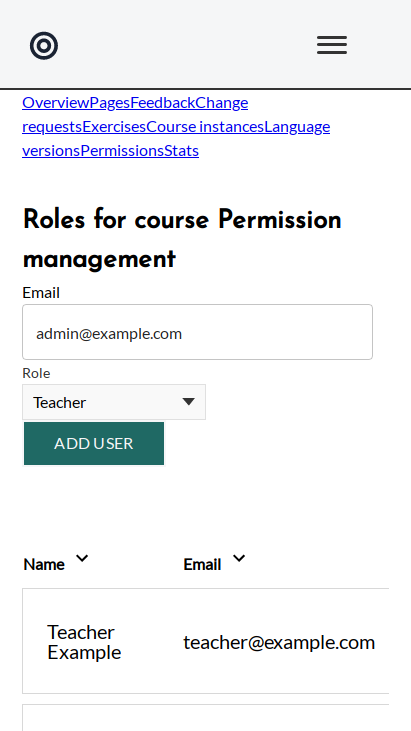 OverviewPagesFeedbackChange
requestsExercisesCourse instancesLanguage
versionsPermissionsStats
Roles for course Permission
management
Email
admin@example.com
Role
Teacher
ADD USER
Name Email
Teacher
Example
teacher@example.com